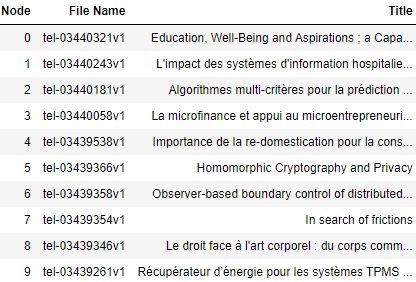 Node File Name Title
0 tel-03440321v1 Education, Well-Being and Aspirations ; a Capa...
1 tel-03440243v1 L'impact des systèmes d'information hospitalie...
2 tel-03440181v1 Algorithmes multi-critères pour la prédiction ...
3 tel-03440058v1 La microfinance et appui au microentrepreneuri...
4 tel-03439538v1 Importance de la re-domestication pour la cons...
5 tel-03439366v1 Homomorphic Cryptography and Privacy
6 tel-03439358v1 Observer-based boundary control of distributed...
7 tel-03439354v1 In search of frictions
8 tel-03439346v1 Le droit face à l'art corporel : du corps comm...
9 tel-03439261v1 Récupérateur d'énergie pour les systèmes TPMS ...